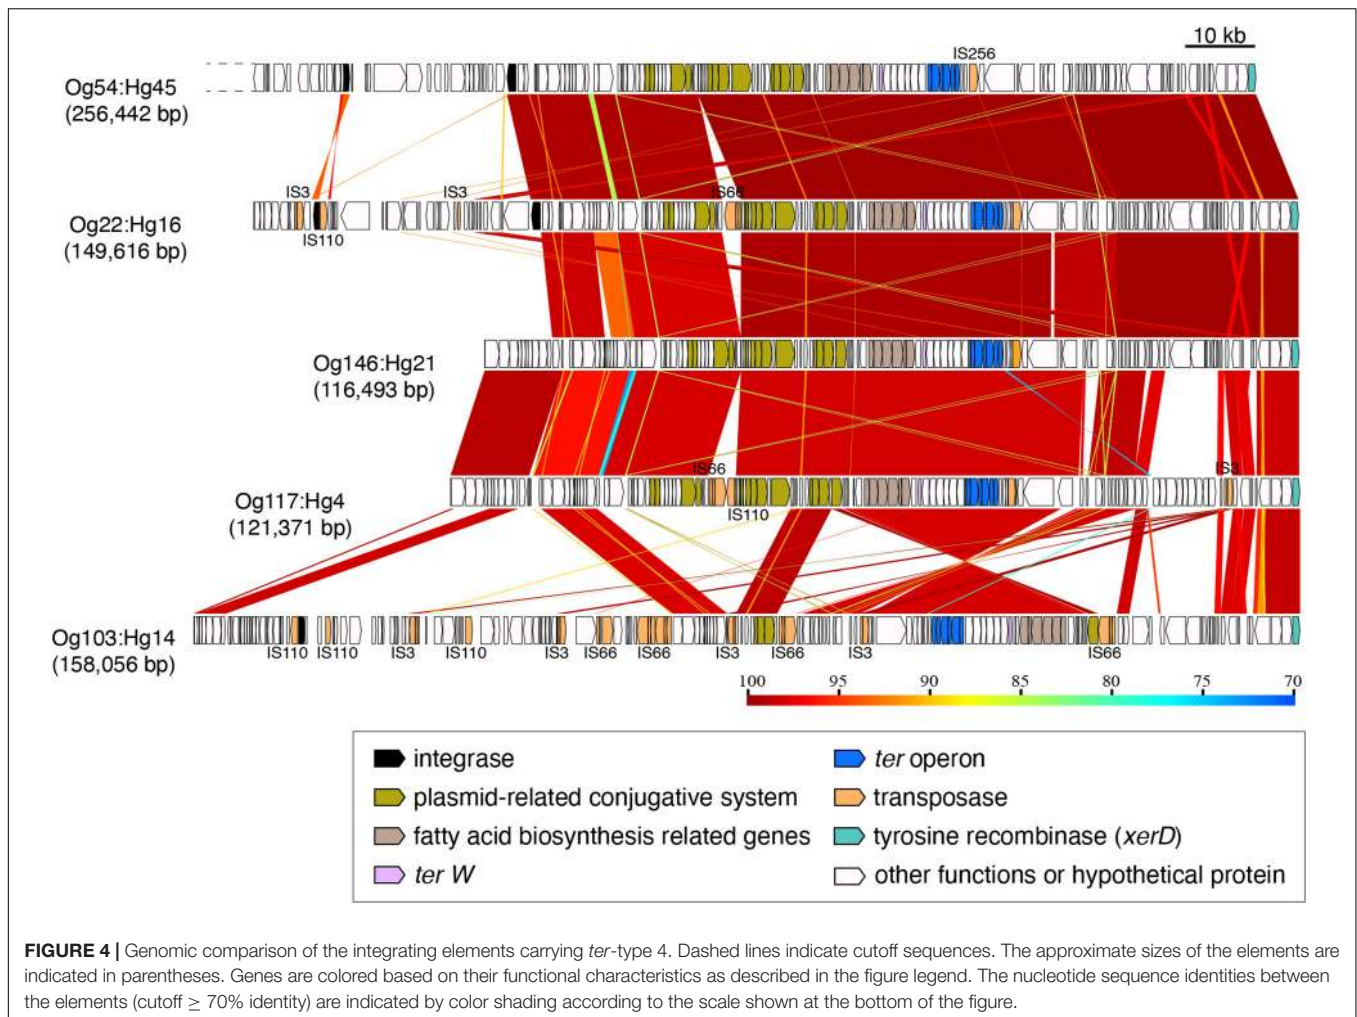 10 kb
IS256
Og54:Hg45
(256,442 bp)
IS3
IS3
IS66
Og22:Hg16
(149,616 bp)
IS110
Og146:Hg21
(116,493 bp)
IS66
IS3
Og117:Hg4
(121,371 bp)
IS110
Og103:Hg14
(158,056 bp)
IS110
IS110
IS3
IS110
IS3
IS66
IS66
IS3
IS66
IS3
IS66
100 95 90 85 80 75 70
integrase
ter operon
plasmid-related conjugative system
transposase
fatty acid biosynthesis related genes
tyrosine recombinase (xerD)
ter W
other functions or hypothetical protein
FIGURE 4 | Genomic comparison of the integrating elements carrying ter-type 4. Dashed lines indicate cutoff sequences. The approximate sizes of the elements are
indicated in parentheses. Genes are colored based on their functional characteristics as described in the figure legend. The nucleotide sequence identities between
the elements (cutoff ≥ 70% identity) are indicated by color shading according to the scale shown at the bottom of the figure.